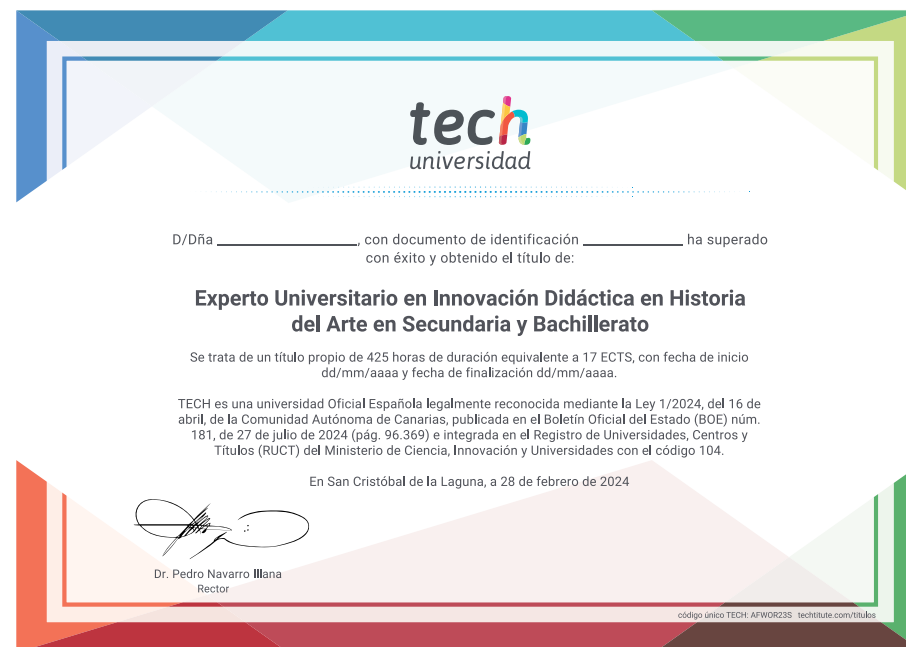 tech
universidad
D/Dña ____________, con documento de identificación __________ ha superado
con éxito y obtenido el título de:
Experto Universitario en Innovación Didáctica en Historia
del Arte en Secundaria y Bachillerato
Se trata de un título propio de 425 horas de duración equivalente a 17 ECTS, con fecha de inicio
dd/mm/aaaa y fecha de finalización dd/mm/aaaa.
TECH es una universidad Oficial Española legalmente reconocida mediante la Ley 1/2024, del 16 de
abril, de la Comunidad Autónoma de Canarias, publicada en el Boletín Oficial del Estado (BOE) núm.
181, de 27 de julio de 2024 (pág. 96.369) e integrada en el Registro de Universidades, Centros y
Títulos (RUCT) del Ministerio de Ciencia, Innovación y Universidades con el código 104.
En San Cristóbal de la Laguna, a 28 de febrero de 2024
Dr. Pedro Navarro Illana
Rector
código único TECH: AFWOR23S techtitute.com/titulos